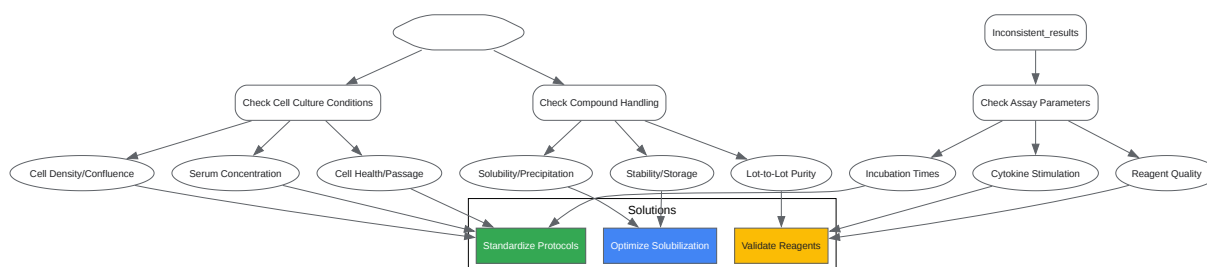 Inconsistent_results
Check Cell Culture Conditions
Check Compound Handling
Check Assay Parameters
Cell Density/Confluence
Serum Concentration
Cell Health/Passage
Solubility/Precipitation
Stability/Storage
Lot-to-Lot Purity
Incubation Times
Cytokine Stimulation
Reagent Quality
Solutions
Standardize Protocols
Optimize Solubilization
Validate Reagents